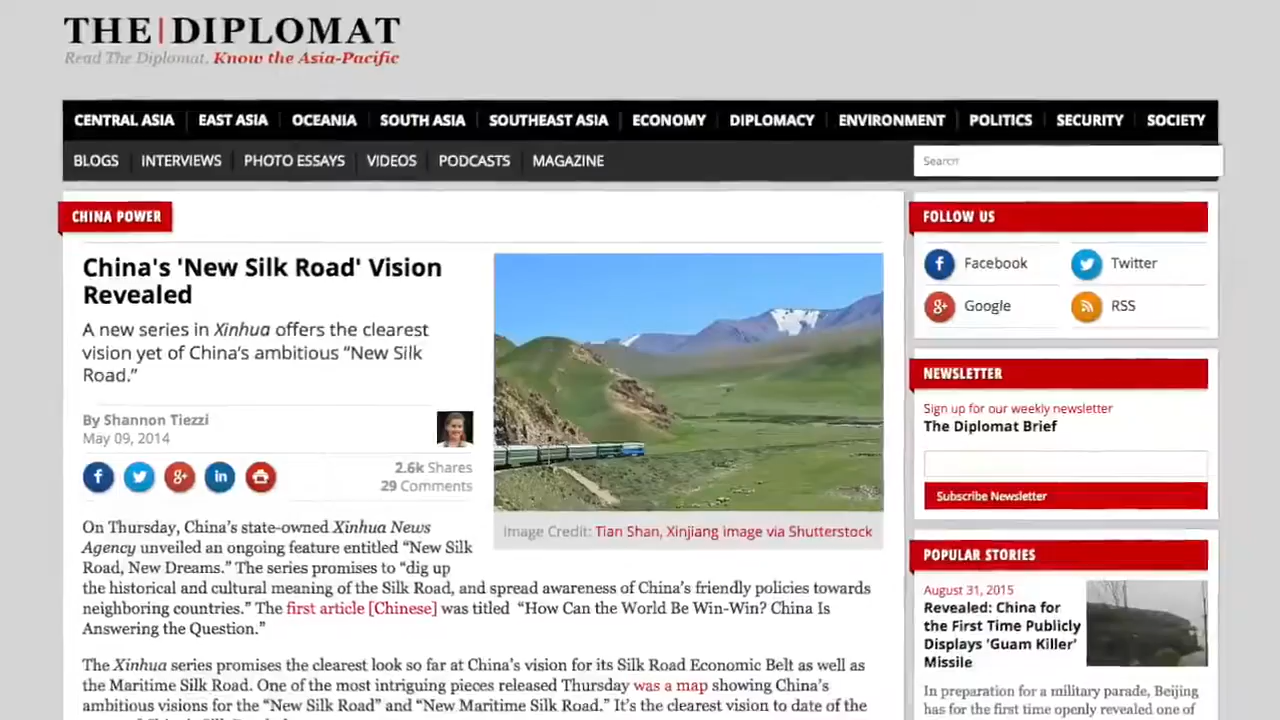 THE|DIPLOMAT
Read The Diplomat, Know the Asia-Pacific
CENTRAL ASIA EAST ASIA OCEANIA SOUTH ASIA SOUTHEAST ASIA ECONOMY DIPLOMACY ENVIRONMENT POLITICS SECURITY SOCIETY
BLOGS INTERVIEWS PHOTO ESSAYS VIDEOS PODCASTS MAGAZINE
Search
CHINA POWER
China's 'New Silk Road' Vision
Revealed
A new series in Xinhua offers the clearest
vision yet of China's ambitious "New Silk
Road."
By Shannon Tiezzi
May 09, 2014
2.6k Shares
29 Comments
Image Credit: Tian Shan, Xinjiang image via Shutterstock
On Thursday, China's state-owned Xinhua News
Agency unveiled an ongoing feature entitled "New Silk
Road, New Dreams." The series promises to "dig up
the historical and cultural meaning of the Silk Road, and spread awareness of China's friendly policies towards
neighboring countries." The first article [Chinese] was titled "How Can the World Be Win-Win? China Is
Answering the Question."
The Xinhua series promises the clearest look so far at China's vision for its Silk Road Economic Belt as well as
the Maritime Silk Road. One of the most intriguing pieces released Thursday was a map showing China's
ambitious visions for the "New Silk Road" and "New Maritime Silk Road." It's the clearest vision to date of the
FOLLOW US
Facebook
Twitter
Google
RSS
NEWSLETTER
Sign up for our weekly newsletter
The Diplomat Brief
Subscribe Newsletter
POPULAR STORIES
August 31, 2015
Revealed: China for
the First Time Publicly
Displays 'Guam Killer'
Missile
In preparation for a military parade, Beijing
has for the first time openly revealed one of